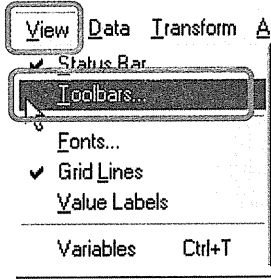 View Data Transform A
Status Bar
Toolbars...
Fonts...
Grid Lines
Value Labels
Variables Ctrl+T